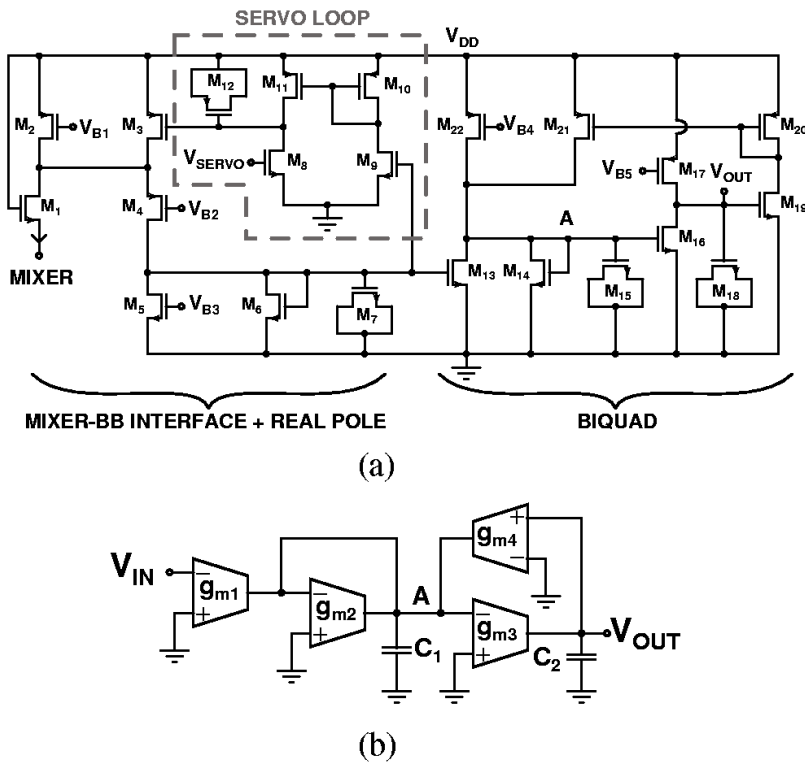 SERVO LOOP
V_DD
M_12
M_11
M_10
M_2
V_B1
M_3
M_22
V_B4
M_21
M_20
V_SERVO
M_8
M_9
V_B5
M_17
V_OUT
M_1
M_4
V_B2
A
M_16
M_19
MIXER
M_5
V_B3
M_6
M_7
M_13
M_14
M_15
M_18
MIXER-BB INTERFACE + REAL POLE
BIQUAD
(a)
V_IN
−
+
g_m1
−
+
g_m2
g_m4
+
−
A
C_1
−
+
g_m3
C_2
V_OUT
(b)